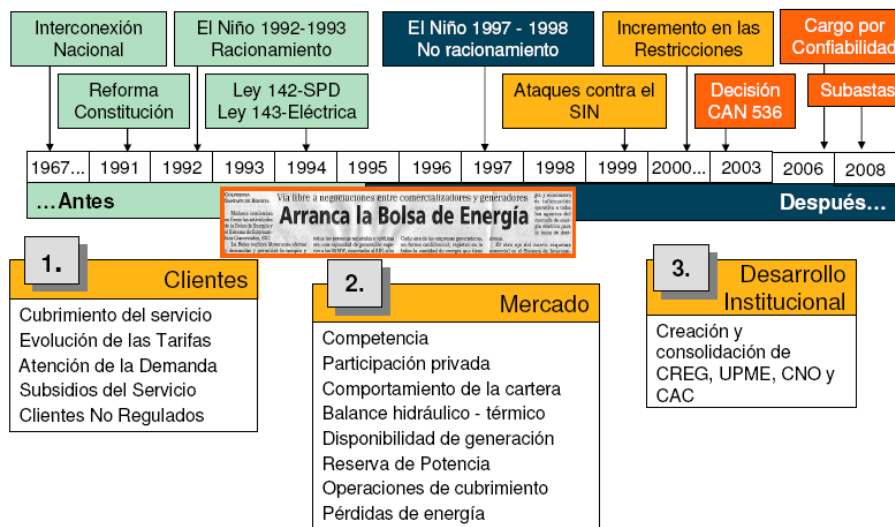 Interconexión
Nacional
El Niño 1992-1993
Racionamiento
El Niño 1997 - 1998
No racionamiento
Incremento en las
Restricciones
Cargo por
Confiabilidad
Reforma
Constitución
Ley 142-SPD
Ley 143-Eléctrica
Ataques contra el
SIN
Decisión
CAN 536
Subastas
1967... 1991 1992 1993 1994 1995 1996 1997 1998 1999 2000... 2003 2006 2008
...Antes
Después...
Vía libre a negociaciones entre comercializadores y generadores
Arranca la Bolsa de Energía
1.
Clientes
Cubrimiento del servicio
Evolución de las Tarifas
Atención de la Demanda
Subsidios del Servicio
Clientes No Regulados
2.
Mercado
Competencia
Participación privada
Comportamiento de la cartera
Balance hidráulico - térmico
Disponibilidad de generación
Reserva de Potencia
Operaciones de cubrimiento
Pérdidas de energía
3.
Desarrollo
Institucional
Creación y
consolidación de
CREG, UPME, CNO y
CAC